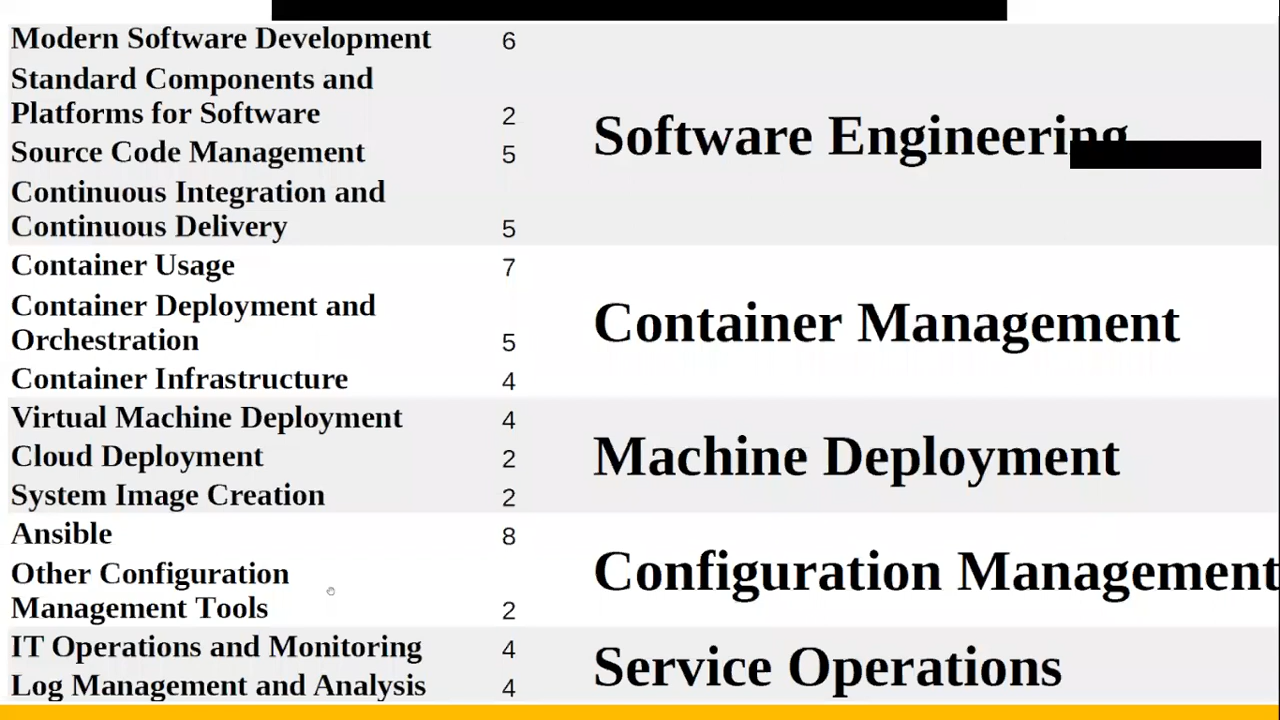 Modern Software Development 6
Standard Components and
Platforms for Software 2
Source Code Management 5
Continuous Integration and
Continuous Delivery 5
Software Engineering
Container Usage 7
Container Deployment and
Orchestration 5
Container Infrastructure 4
Container Management
Virtual Machine Deployment 4
Cloud Deployment 2
System Image Creation 2
Machine Deployment
Ansible 8
Other Configuration
Management Tools 2
Configuration Management
IT Operations and Monitoring 4
Log Management and Analysis 4
Service Operations